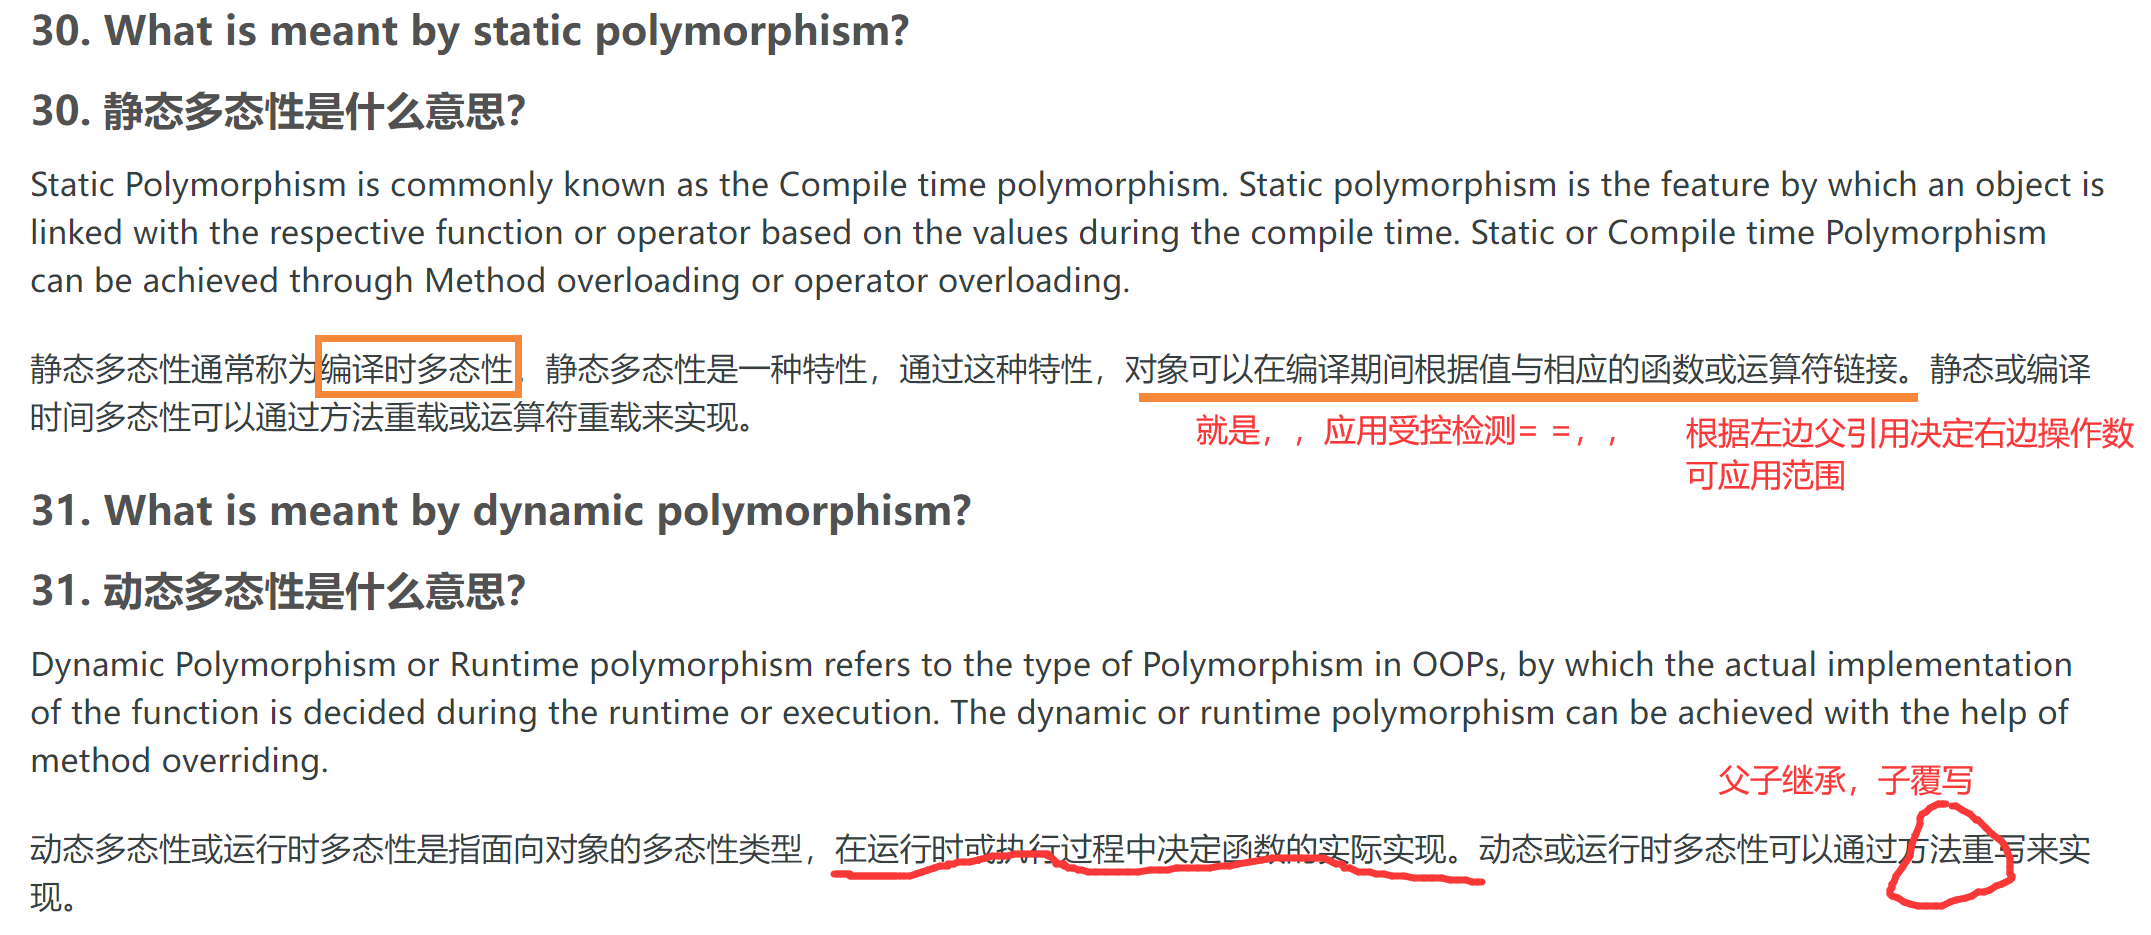 30. What is meant by static polymorphism?
30. 静态多态性是什么意思？
Static Polymorphism is commonly known as the Compile time polymorphism. Static polymorphism is the feature by which an object is
linked with the respective function or operator based on the values during the compile time. Static or Compile time Polymorphism
can be achieved through Method overloading or operator overloading.
静态多态性通常称为编译时多态性。静态多态性是一种特性，通过这种特性，对象可以在编译期间根据值与相应的函数或运算符链接。静态或编译
时间多态性可以通过方法重载或运算符重载来实现。
就是，，应用受控检测= =，，
根据左边父引用决定右边操作数
可应用范围
31. What is meant by dynamic polymorphism?
31. 动态多态性是什么意思？
Dynamic Polymorphism or Runtime polymorphism refers to the type of Polymorphism in OOPs, by which the actual implementation
of the function is decided during the runtime or execution. The dynamic or runtime polymorphism can be achieved with the help of
method overriding.
父子继承，子覆写
动态多态性或运行时多态性是指面向对象的多态性类型，在运行时或执行过程中决定函数的实际实现。动态或运行时多态性可以通过方法重写来实
现。